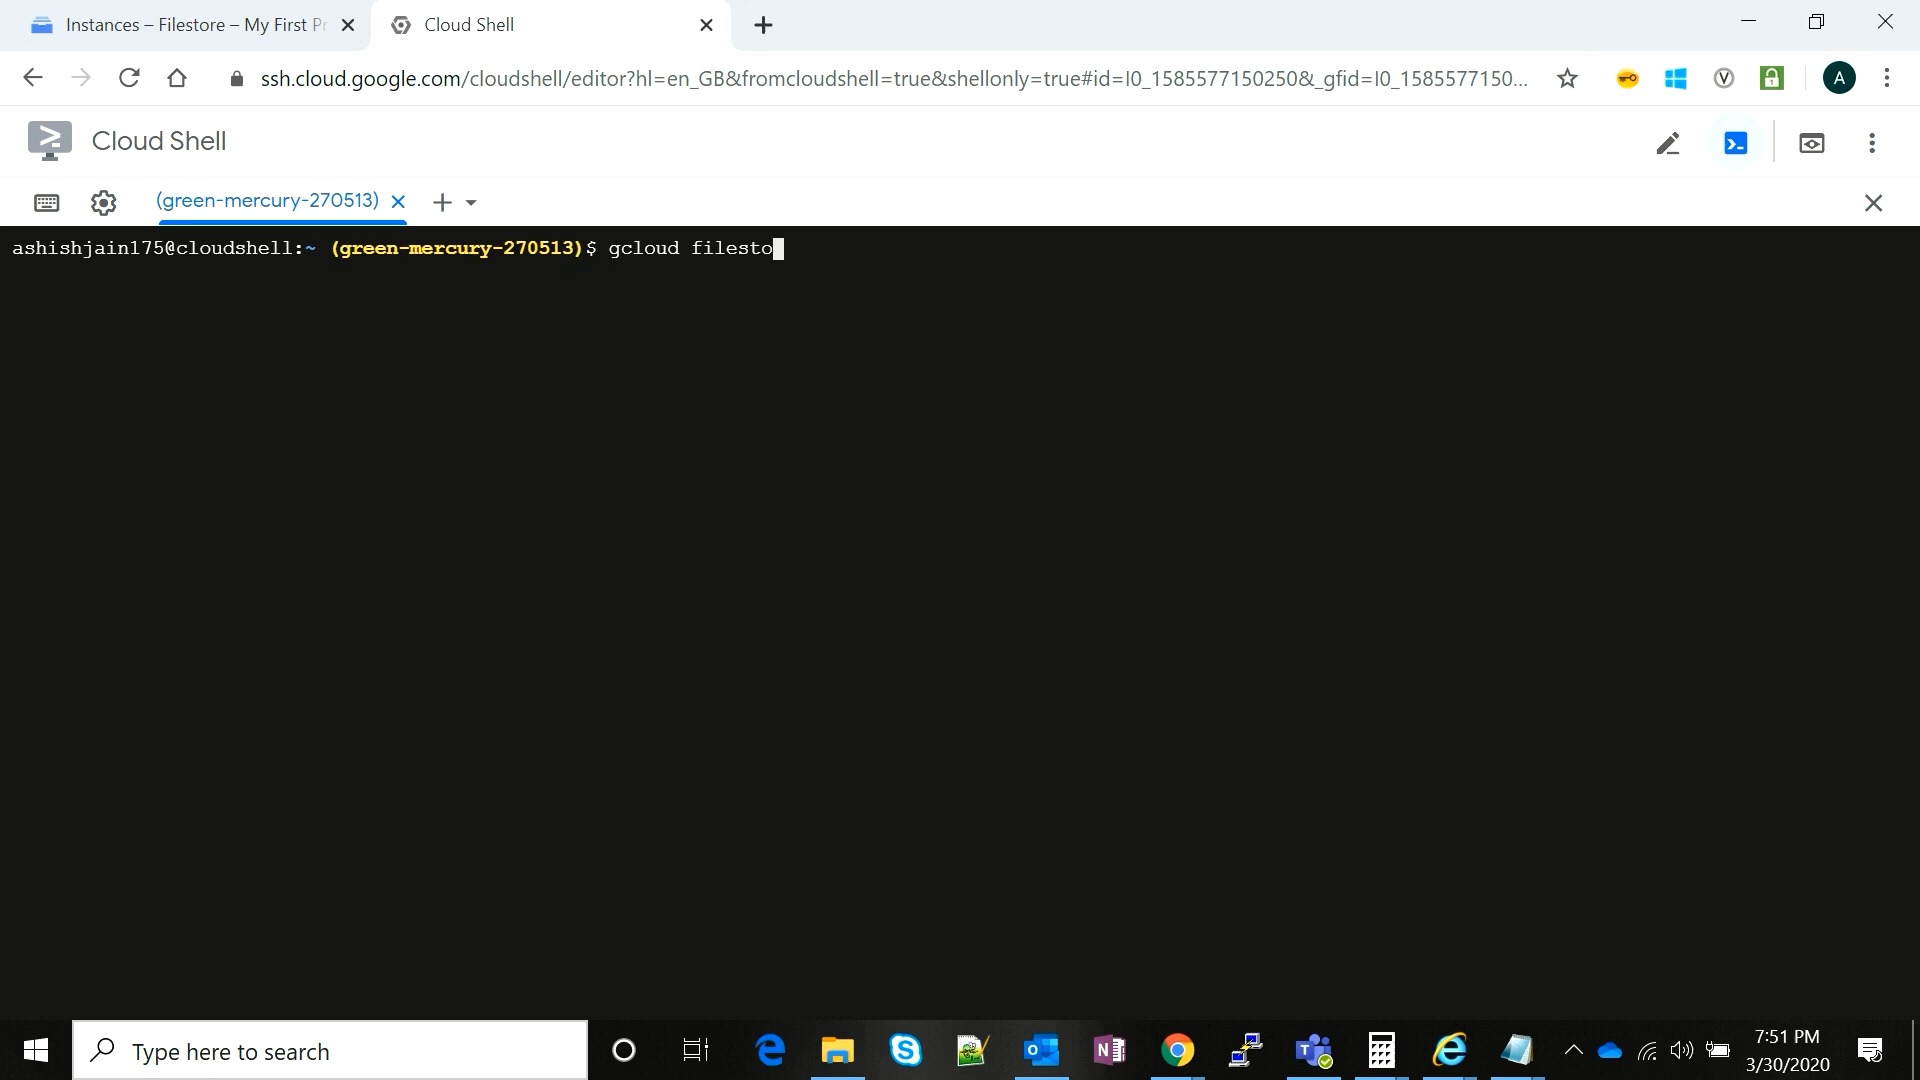 Instances – Filestore – My First Pr
Cloud Shell
ssh.cloud.google.com/cloudshell/editor?hl=en_GB&fromcloudshell=true&shellonly=true#id=I0_1585577150250&_gfid=I0_1585577150...
A
Cloud Shell
(green-mercury-270513)
ashishjain175@cloudshell:~ (green-mercury-270513)$ gcloud filesto
Type here to search
7:51 PM
3/30/2020